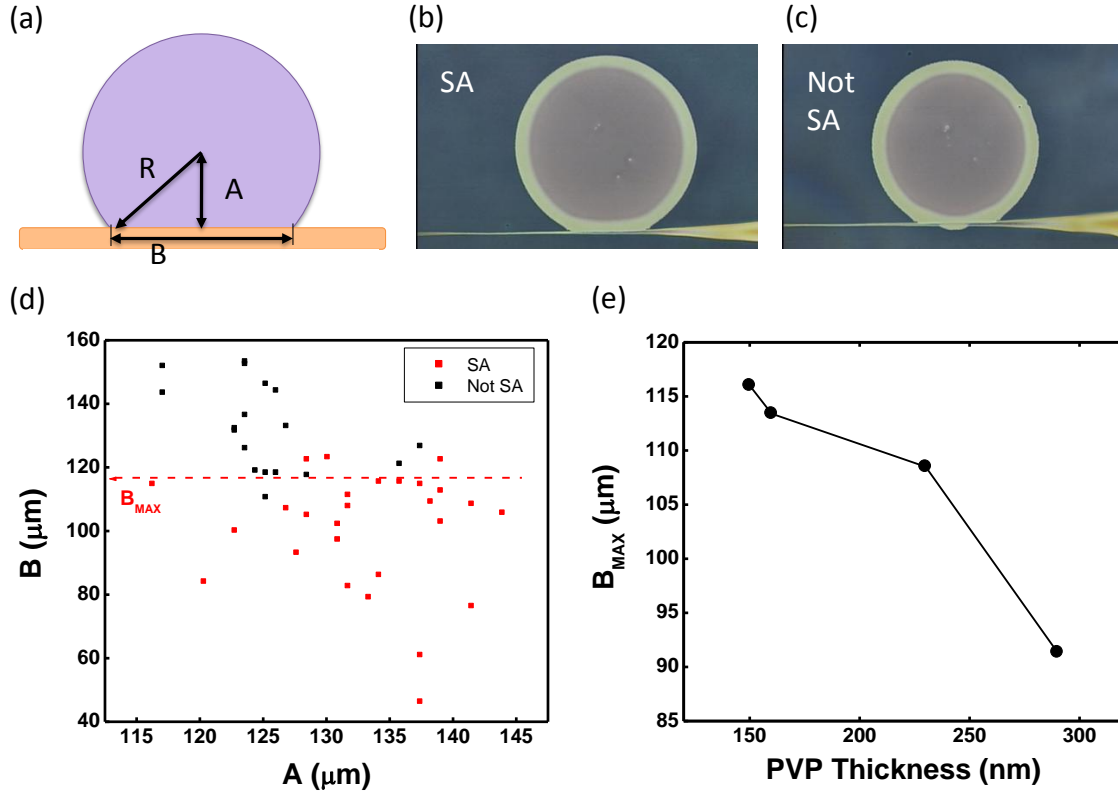 (a)
R
A
B
(b)
SA
(c)
Not
SA
(d)
B (μm)
160
140
120
100
80
60
40
115
120
125
130
135
140
145
A (μm)
SA
Not SA
BMAX
(e)
BMAX (μm)
120
115
110
105
100
95
90
85
150
200
250
300
PVP Thickness (nm)